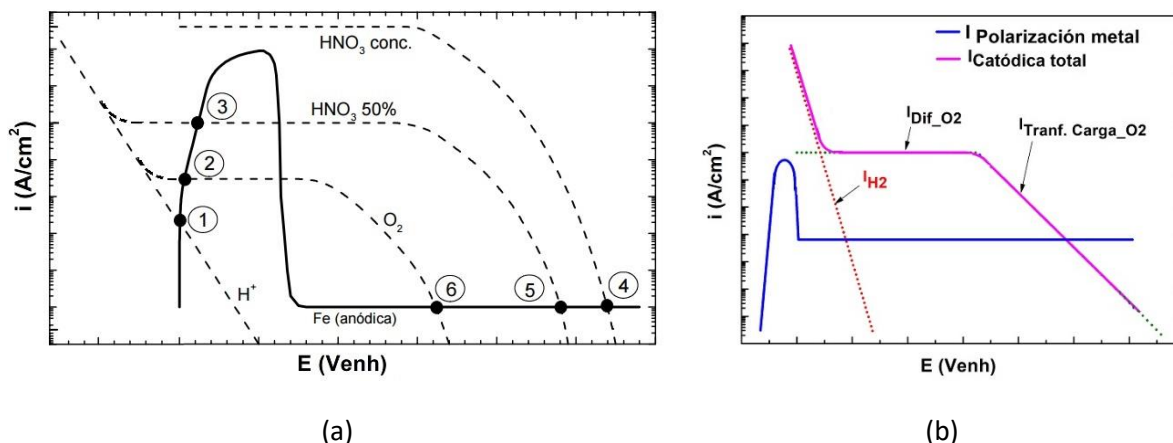 HNO3 conc.
3
HNO3 50%
2
1
O2
H+
6
5
4
Fe (anódica)
i (A/cm2)
E (Venh)
(a)
(b)
I Polarización metal
ICatódica total
IDif_O2
ITranf. Carga_O2
IH2
i (A/cm2)
E (Venh)